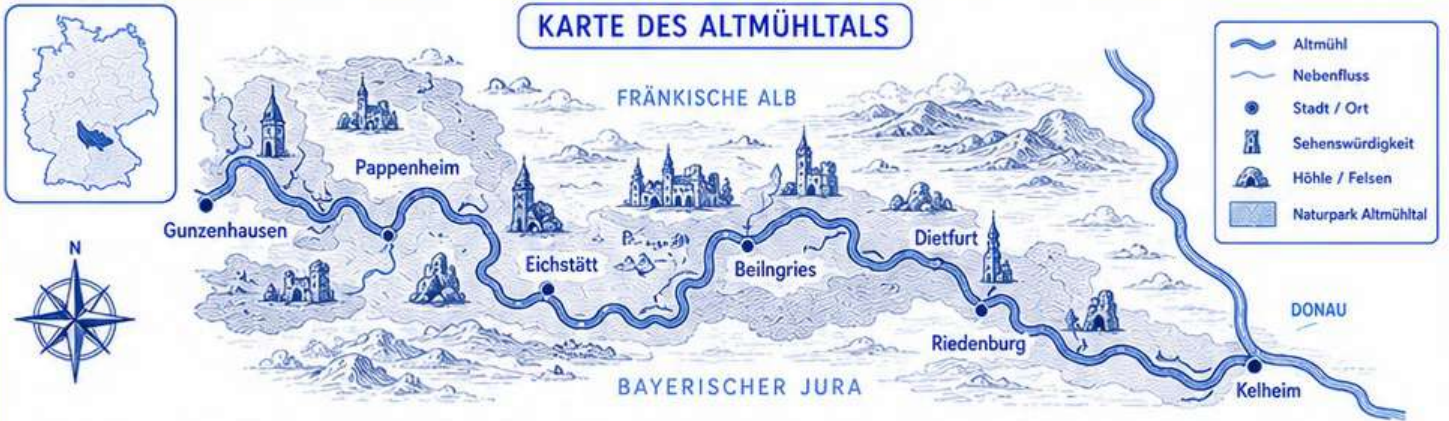 KARTE DES ALTMÜHLTALS
Altmühl
Nebenfluss
Stadt / Ort
Sehenswürdigkeit
Höhle / Felsen
Naturpark Altmühltal
FRÄNKISCHE ALB
Pappenheim
Gunzenhausen
Dietfurt
N
Eichstätt
Beilngries
DONAU
Riedenburg
BAYERISCHER JURA
Kelheim